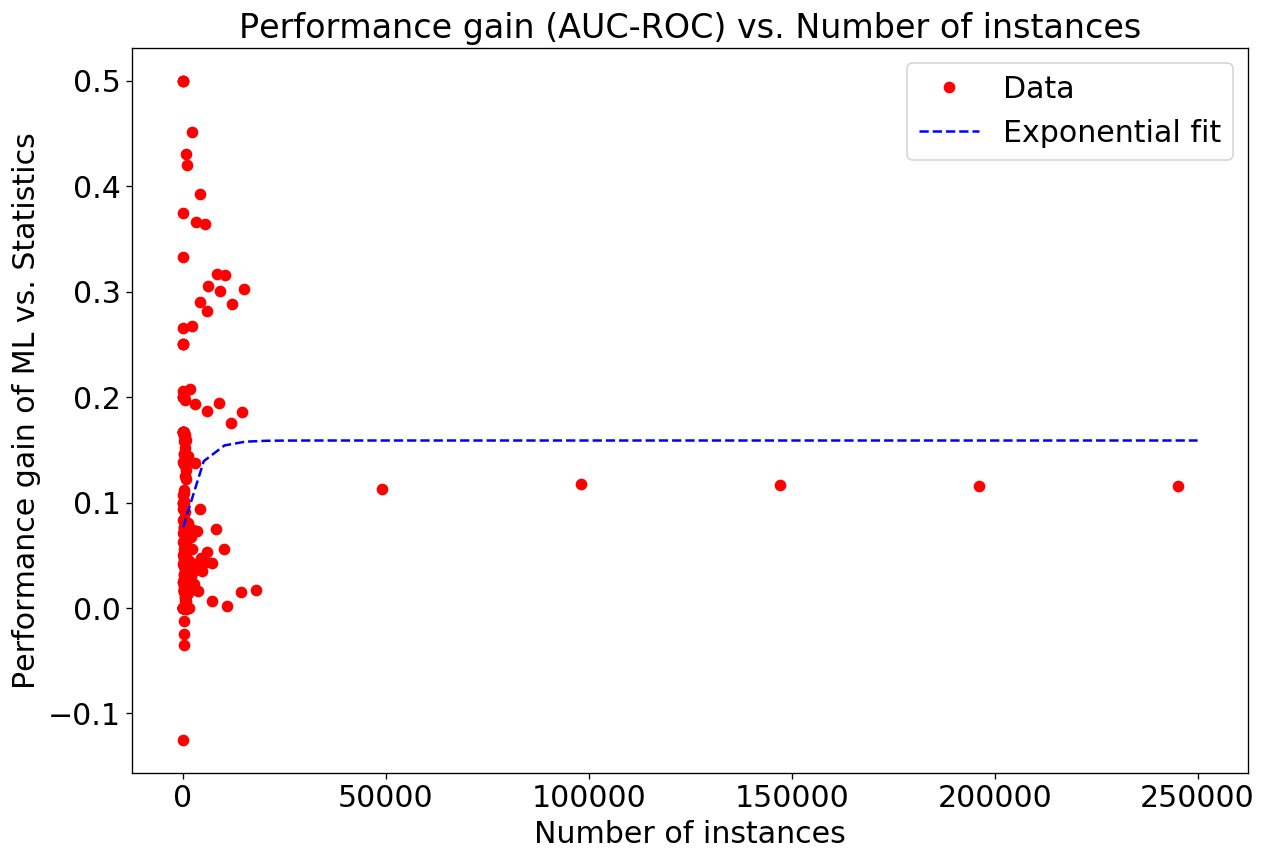 Performance gain (AUC-ROC) vs. Number of instances
Data
Exponential fit
Performance gain of ML vs. Statistics
0.5
0.4
0.3
0.2
0.1
0.0
−0.1
0 50000 100000 150000 200000 250000
Number of instances